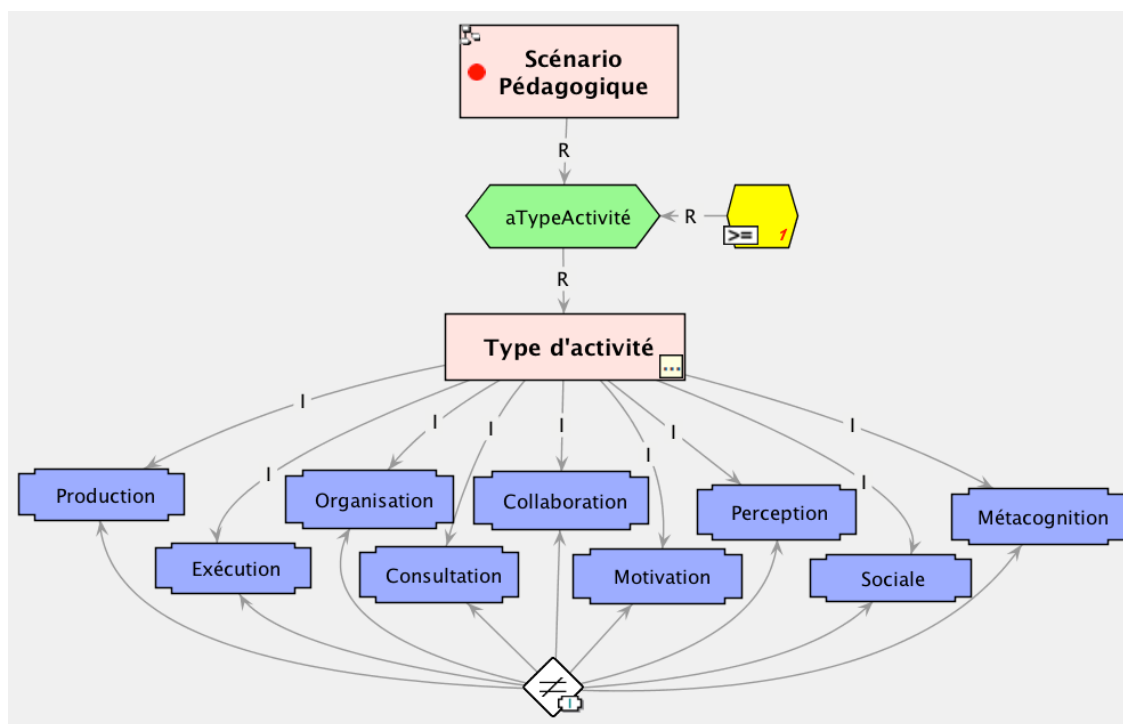 Scénario
Pédagogique
R
aTypeActivité
R
>=
1
R
Type d'activité
...
I
I
I
I
I
I
I
I
I
Production
Organisation
Collaboration
Perception
Métacognition
Exécution
Consultation
Motivation
Sociale
≠
I